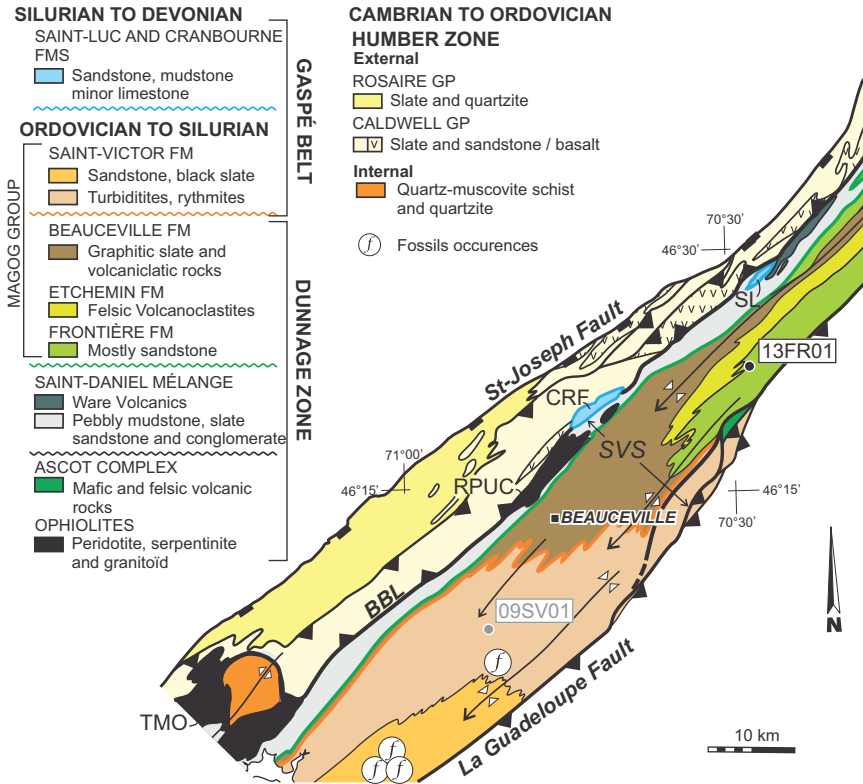 SILURIAN TO DEVONIAN
SAINT-LUC AND CRANBOURNE
FMS
Sandstone, mudstone
minor limestone
ORDOVICIAN TO SILURIAN
SAINT-VICTOR FM
Sandstone, black slate
Turbiditites, rythmites
BEAUCEVILLE FM
Graphitic slate and
volcaniclatic rocks
ETCHEMIN FM
Felsic Volcanoclastites
FRONTIÈRE FM
Mostly sandstone
SAINT-DANIEL MÉLANGE
Ware Volcanics
Pebbly mudstone, slate
sandstone and conglomerate
ASCOT COMPLEX
Mafic and felsic volcanic
rocks
OPHIOLITES
Peridotite, serpentinite
and granitoïd
MAGOG GROUP
GASPÉ BELT
DUNNAGE ZONE
CAMBRIAN TO ORDOVICIAN
HUMBER ZONE
External
ROSAIRE GP
Slate and quartzite
CALDWELL GP
v
Slate and sandstone / basalt
Internal
Quartz-muscovite schist
and quartzite
f
Fossils occurences
70°30'
46°30'
SL
13FR01
St-Joseph Fault
CRF
SVS
71°00'
46°15'
RPUC
46°15'
70°30'
BEAUCEVILLE
BBL
09SV01
N
f
TMO
La Guadeloupe Fault
f
f
f
10 km